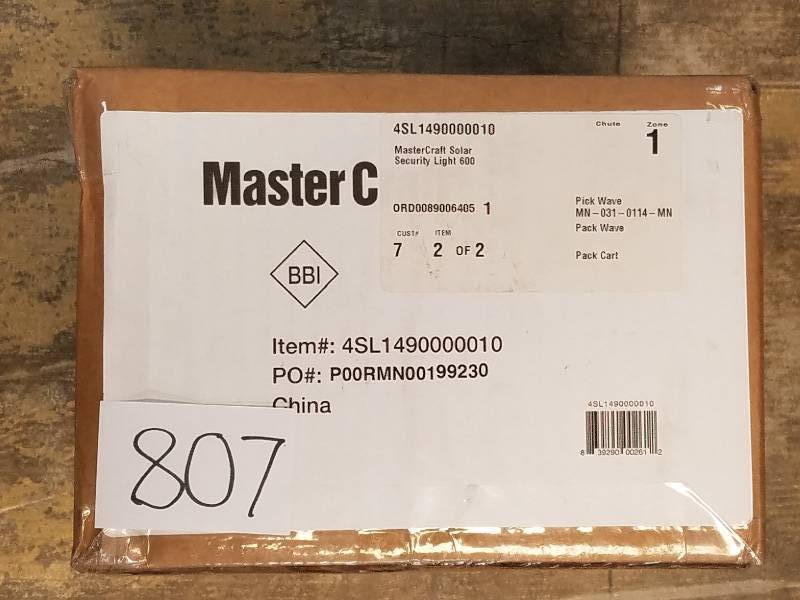 4SL1490000010
Chute Zone
1
MasterCraft Solar
Security Light 600
Master C
ORD0089006405 1
Pick Wave
MN-031-0114-MN
Pack Wave
CUST# ITEM
7 2 OF 2
Pack Cart
BBI
Item#: 4SL1490000010
PO#: P00RMN00199230
China
4SL1490000010
8 39290 00261 2
807